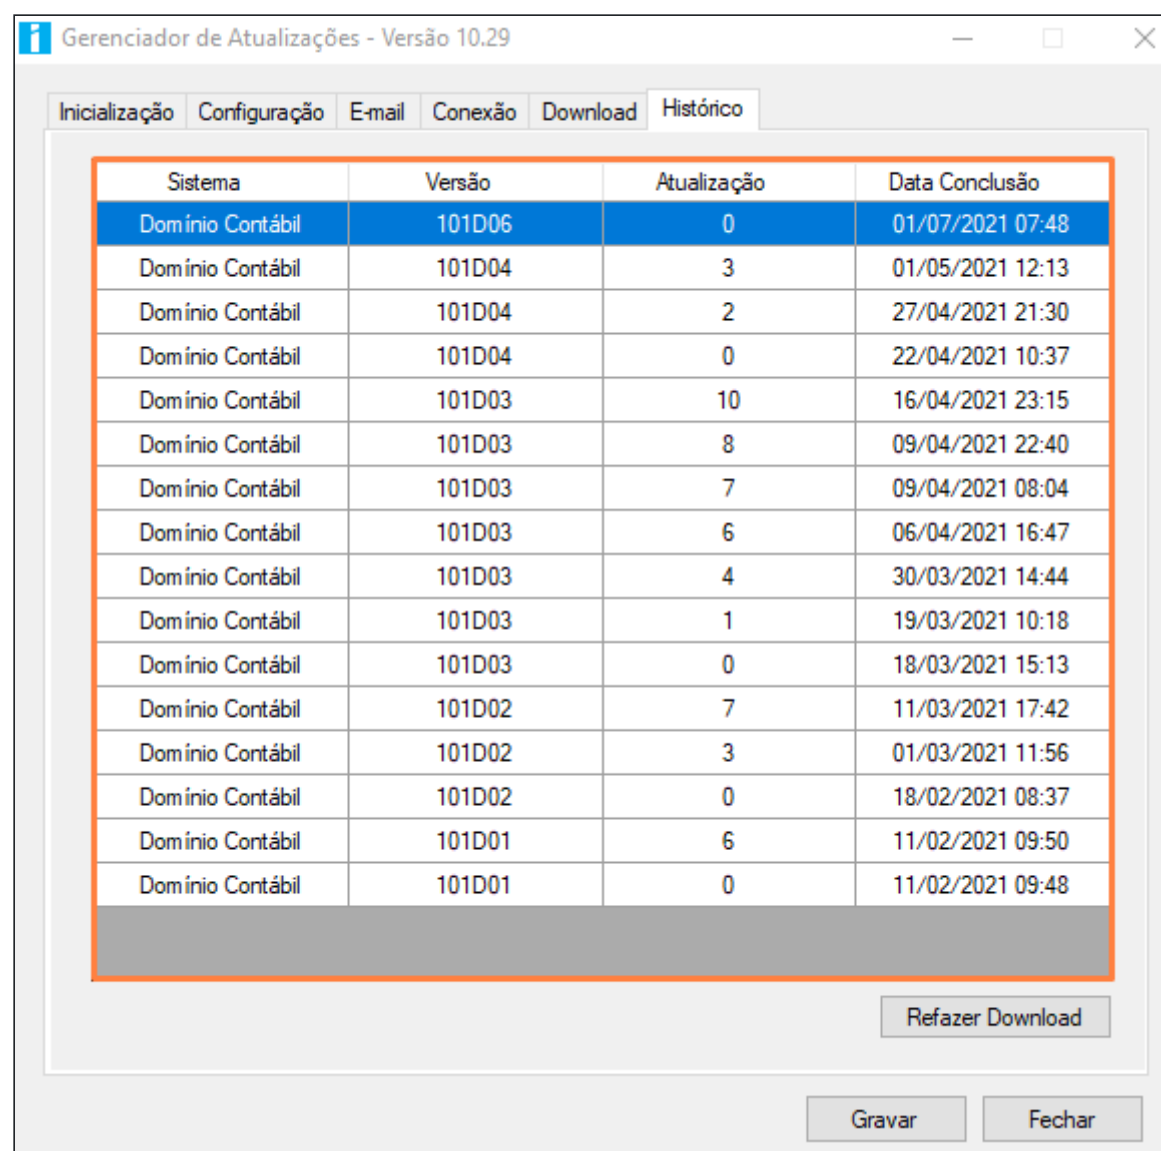 Gerenciador de Atualizações - Versão 10.29
Inicialização Configuração E-mail Conexão Download Histórico
Sistema Versão Atualização Data Conclusão
Domínio Contábil 101D06 0 01/07/2021 07:48
Domínio Contábil 101D04 3 01/05/2021 12:13
Domínio Contábil 101D04 2 27/04/2021 21:30
Domínio Contábil 101D04 0 22/04/2021 10:37
Domínio Contábil 101D03 10 16/04/2021 23:15
Domínio Contábil 101D03 8 09/04/2021 22:40
Domínio Contábil 101D03 7 09/04/2021 08:04
Domínio Contábil 101D03 6 06/04/2021 16:47
Domínio Contábil 101D03 4 30/03/2021 14:44
Domínio Contábil 101D03 1 19/03/2021 10:18
Domínio Contábil 101D03 0 18/03/2021 15:13
Domínio Contábil 101D02 7 11/03/2021 17:42
Domínio Contábil 101D02 3 01/03/2021 11:56
Domínio Contábil 101D02 0 18/02/2021 08:37
Domínio Contábil 101D01 6 11/02/2021 09:50
Domínio Contábil 101D01 0 11/02/2021 09:48
Refazer Download
Gravar Fechar